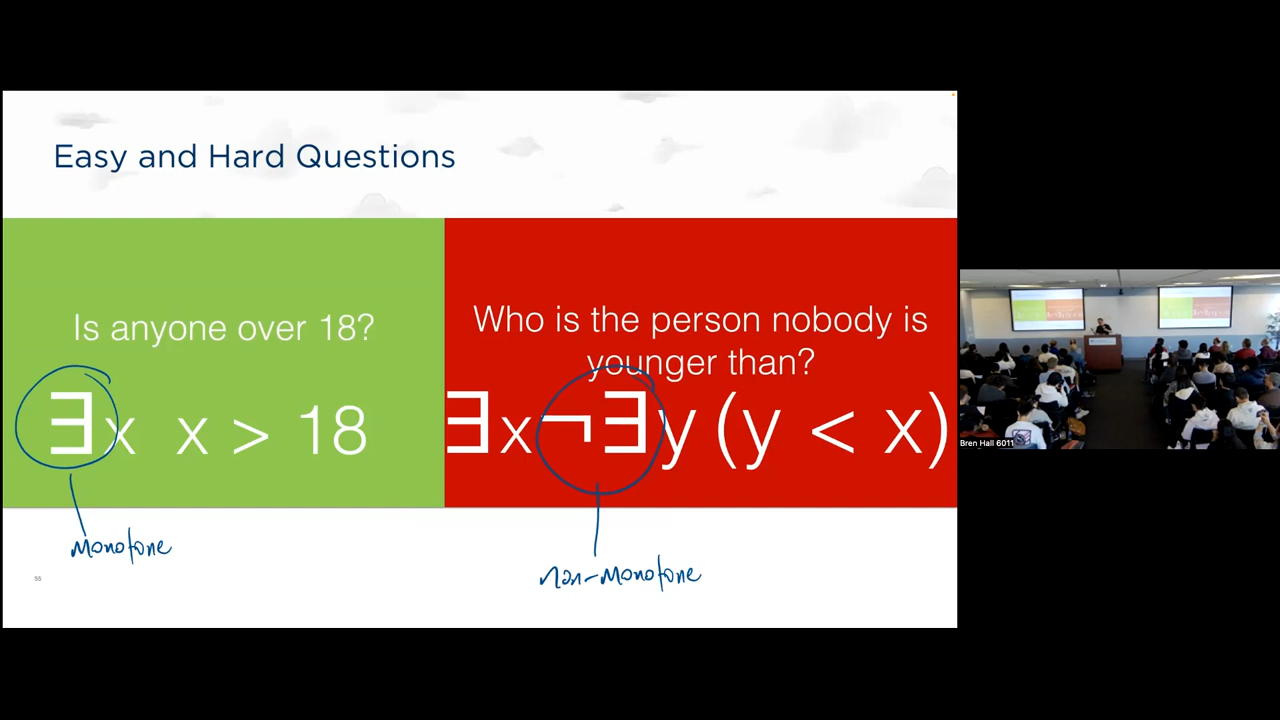 Easy and Hard Questions
Is anyone over 18?
∃x x > 18
Monotone
Who is the person nobody is
younger than?
∃x¬∃y (y < x)
non-Monotone
55
Bren Hall 6011